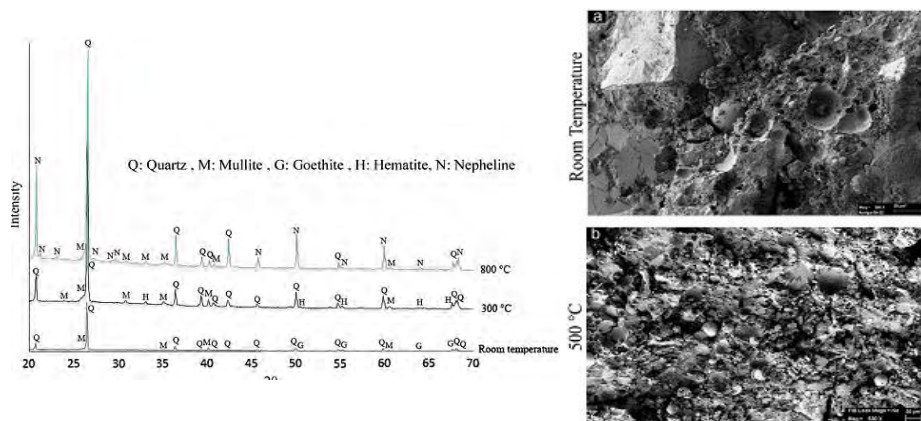 Q
Q: Quartz , M: Mullite , G: Goethite , H: Hematite, N: Nepheline
Intensity
N
N N N N M N M M M Q Q Q M Q N N Q N N M N Q N
800 °C
Q M M Q M H M Q Q M Q Q Q Q H Q H Q M H H Q Q
300 °C
Q M Q M Q Q M Q Q Q Q G Q G Q M G G Q Q
Room temperature
20 25 30 35 40 45 50 55 60 65 70
Room Temperature
a
500 °C
b